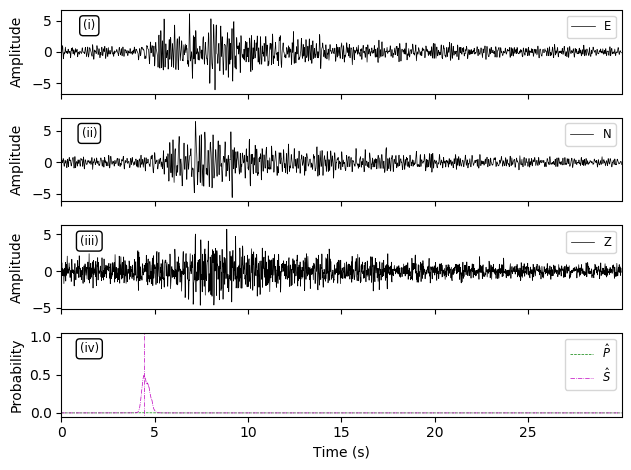 (i)
E
Amplitude
5
0
−5
(ii)
N
Amplitude
5
0
−5
(iii)
Z
Amplitude
5
0
−5
(iv)
P̂
Ŝ
Probability
1.0
0.5
0.0
0 5 10 15 20 25
Time (s)